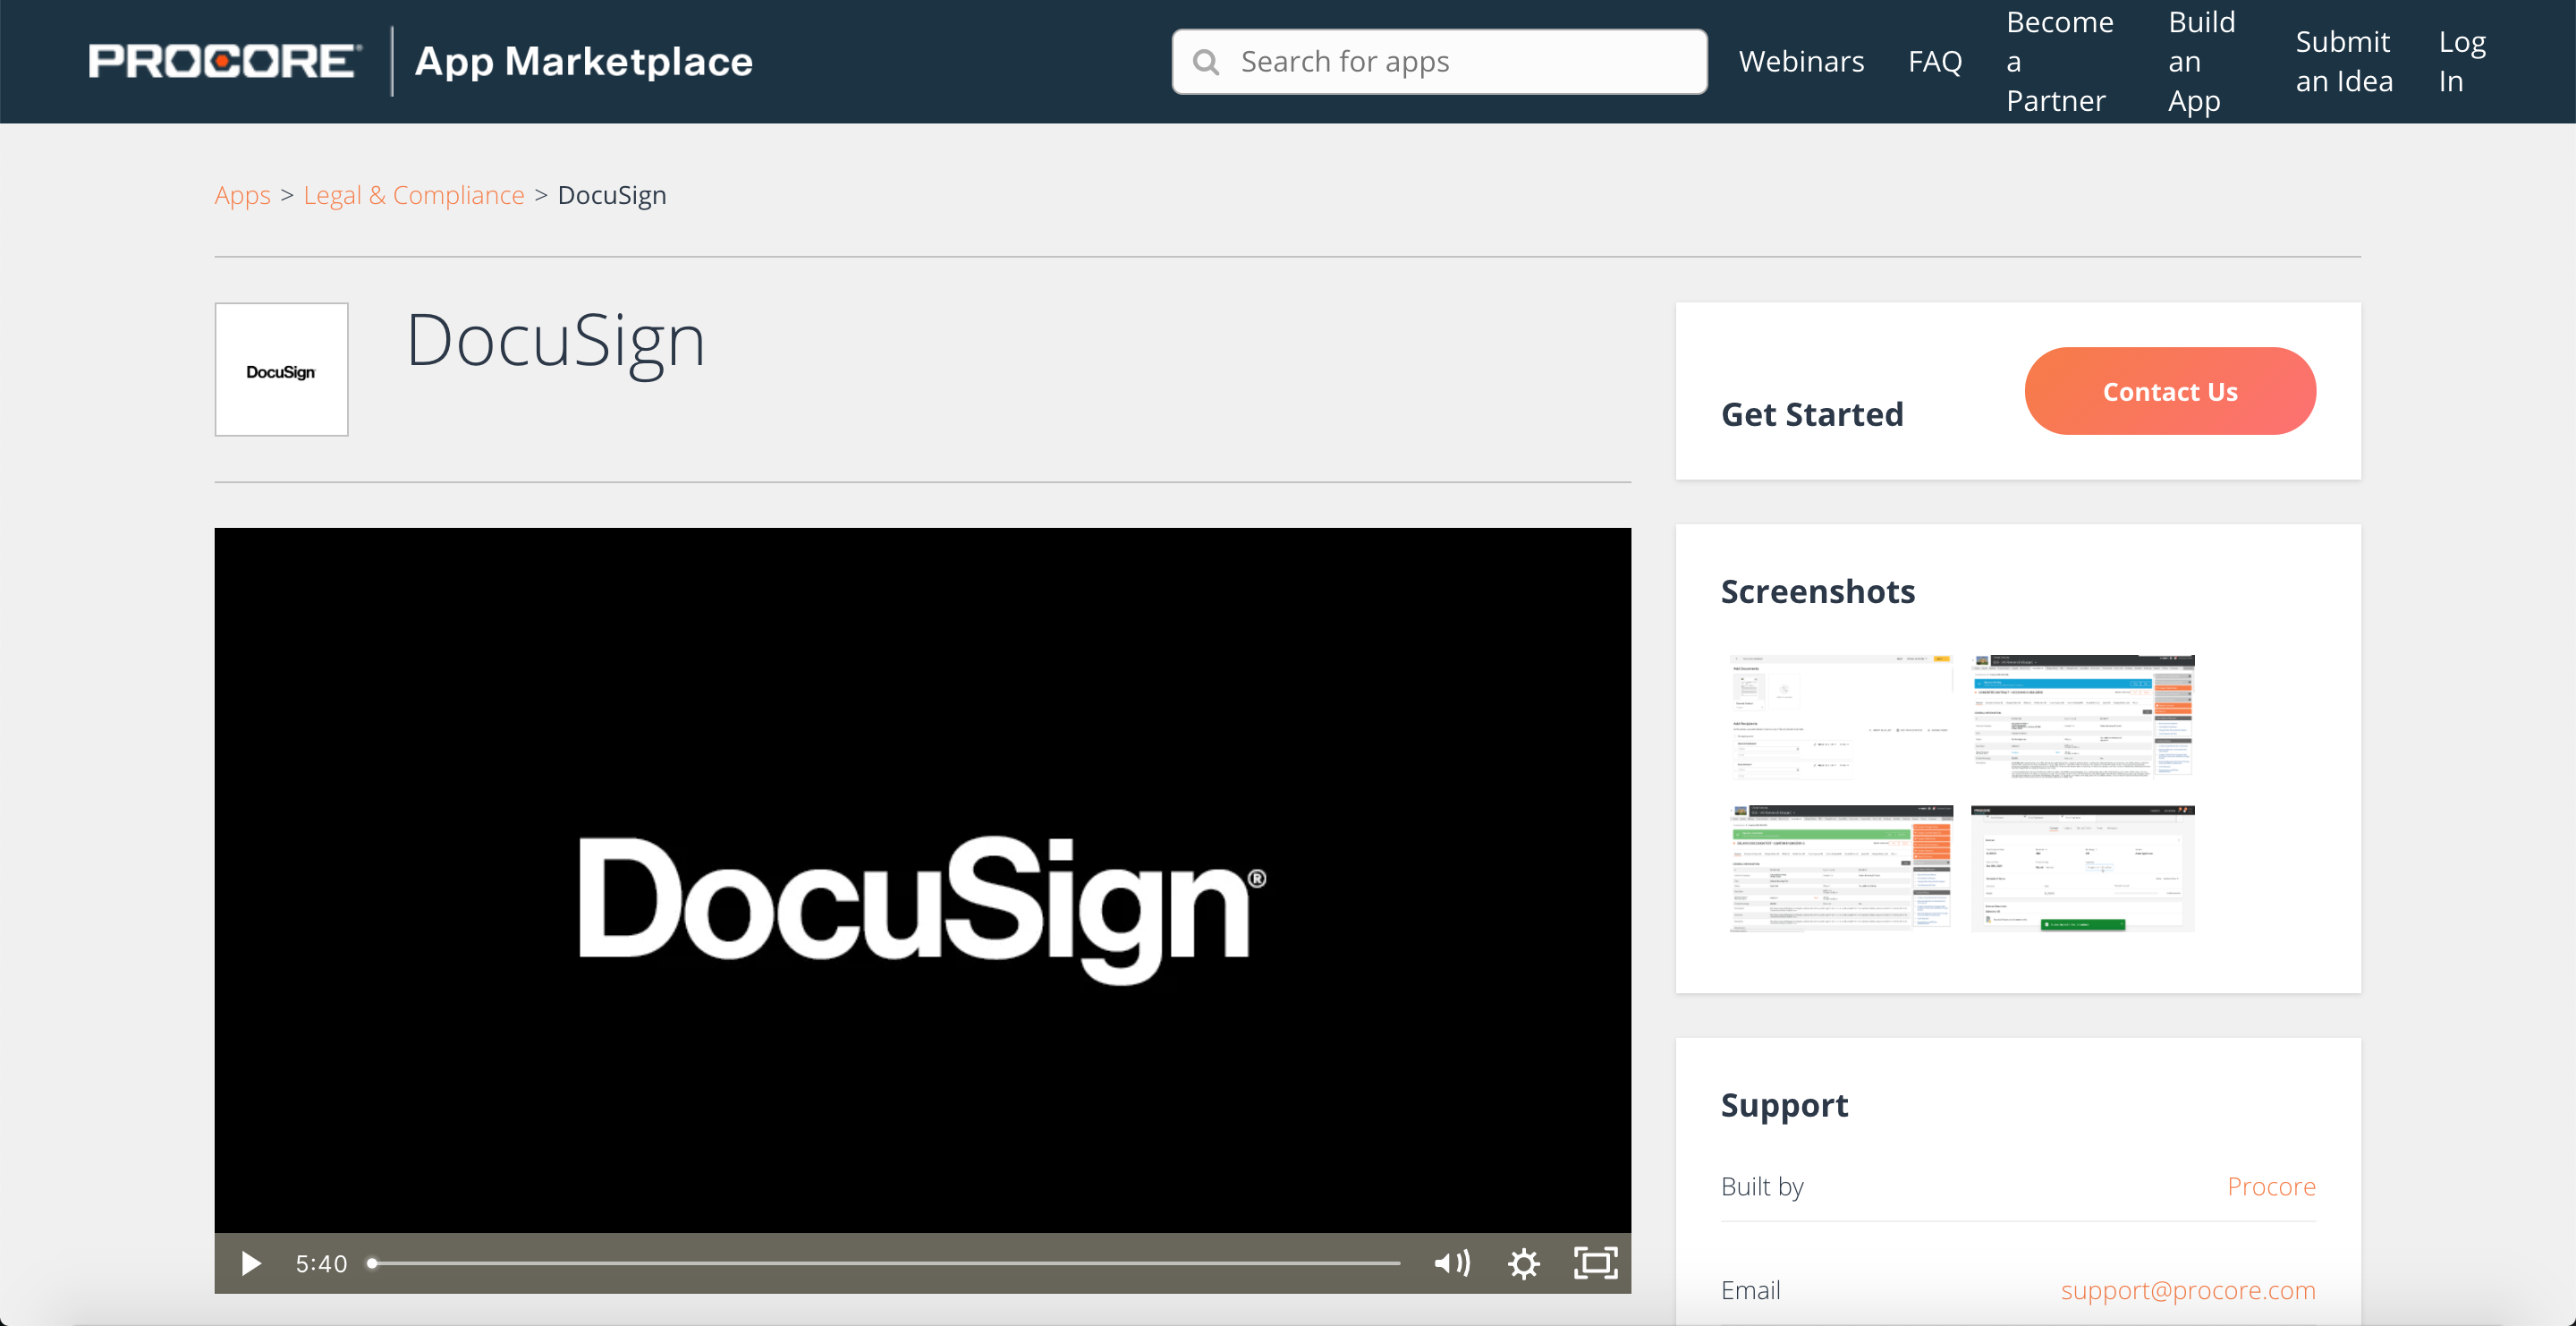 PROCORE
App Marketplace
Search for apps
Webinars
FAQ
Become
a
Partner
Build
an
App
Submit
an Idea
Log
In
Apps > Legal & Compliance > DocuSign
DocuSign
DocuSign
Get Started
Contact Us
DocuSign®
5:40
Screenshots
Support
Built by
Procore
Email
support@procore.com